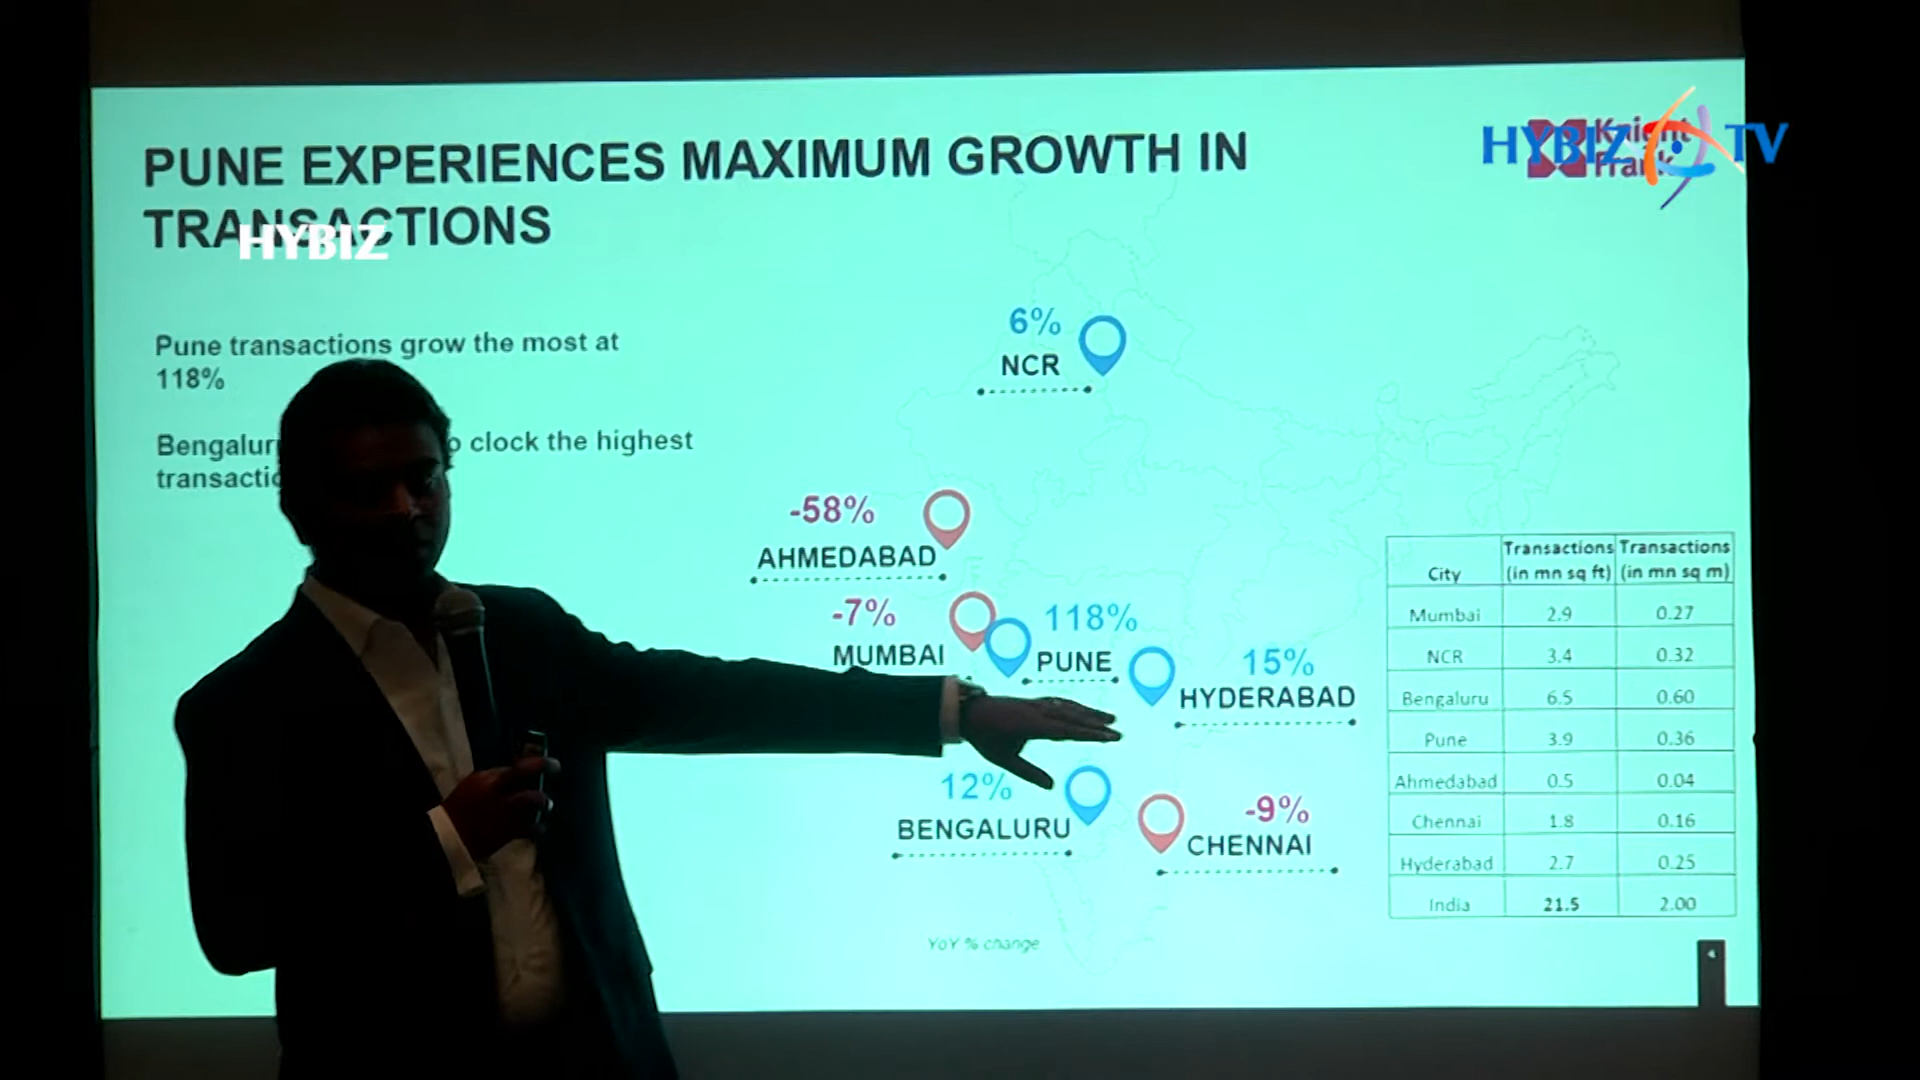 PUNE EXPERIENCES MAXIMUM GROWTH IN
TRANSACTIONS
HYBIZ
HYBIZ TV
Knight
Frank
Pune transactions grow the most at
118%
clock the highest
6%
NCR
-58%
AHMEDABAD
-7%
MUMBAI
118%
PUNE
15%
HYDERABAD
12%
BENGALURU
-9%
CHENNAI
YoY % change
City Transactions (in mn sq ft) Transactions (in mn sq m)
Mumbai 2.9 0.27
NCR 3.4 0.32
Bengaluru 6.5 0.60
Pune 3.9 0.36
Ahmedabad 0.5 0.04
Chennai 1.8 0.16
Hyderabad 2.7 0.25
India 21.5 2.00
4